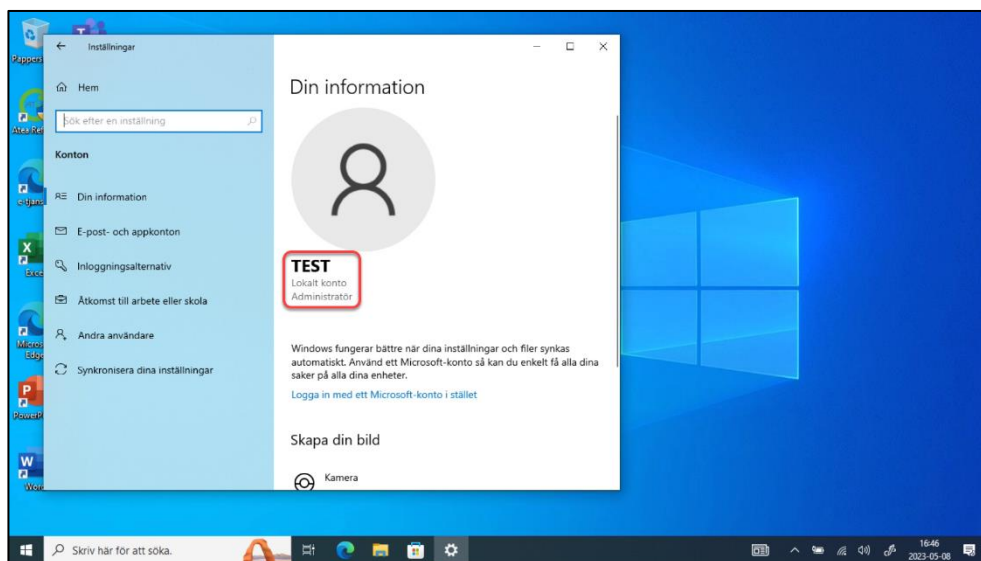 Inställningar
Hem
Sök efter en inställning
Konton
Din information
E-post- och appkonton
Inloggningsalternativ
Åtkomst till arbete eller skola
Andra användare
Synkronisera dina inställningar
Din information
TEST
Lokalt konto
Administratör
Windows fungerar bättre när dina inställningar och filer synkas
automatiskt. Använd ett Microsoft-konto så kan du enkelt få alla dina
saker på alla dina enheter.
Logga in med ett Microsoft-konto i stället
Skapa din bild
Kamera
Skriv här för att söka.
16:46
2023-05-08